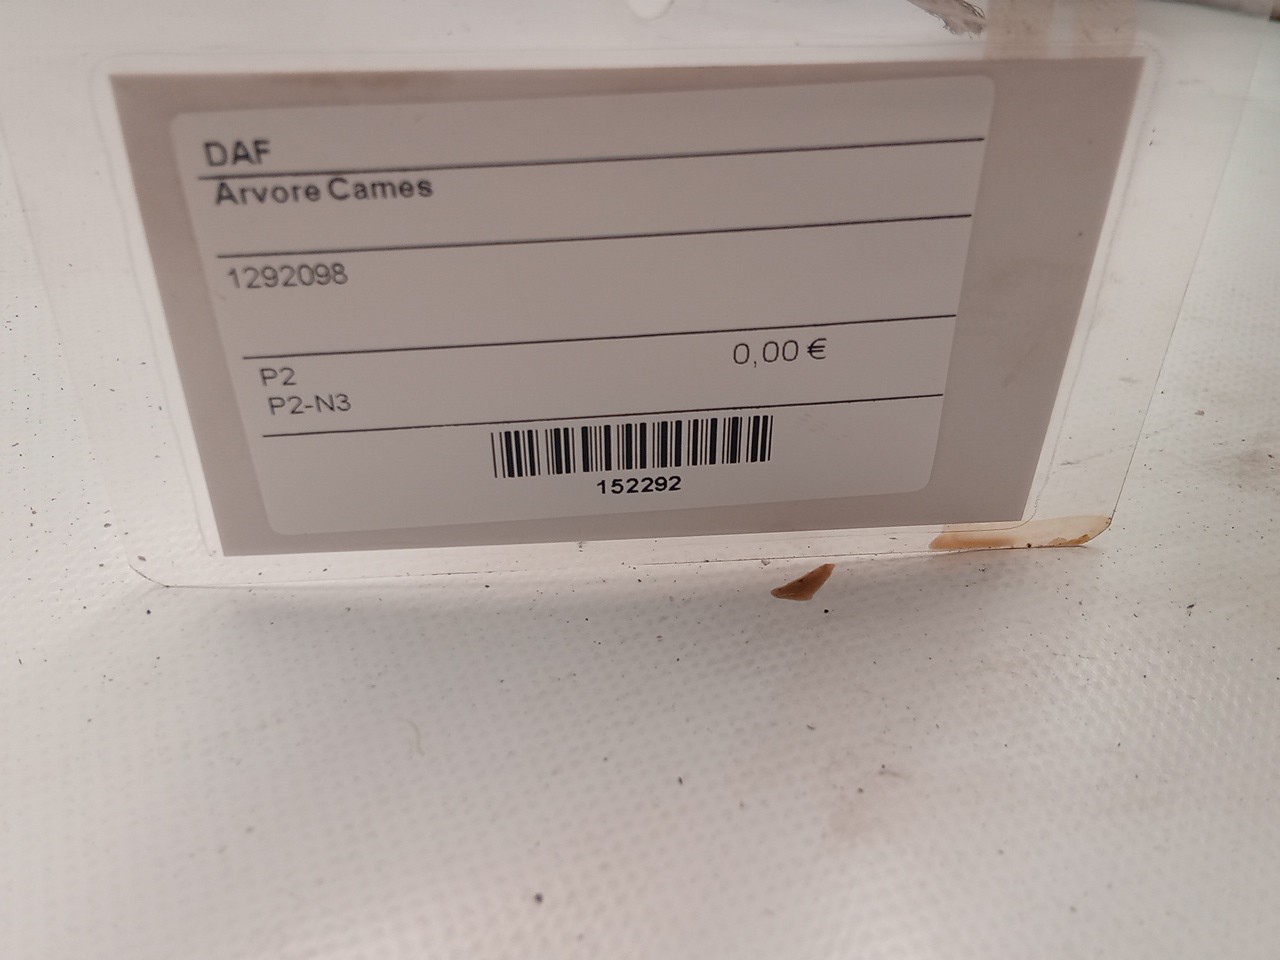 DAF
Arvore Cames
1292098
0,00 €
P2
P2-N3
152292